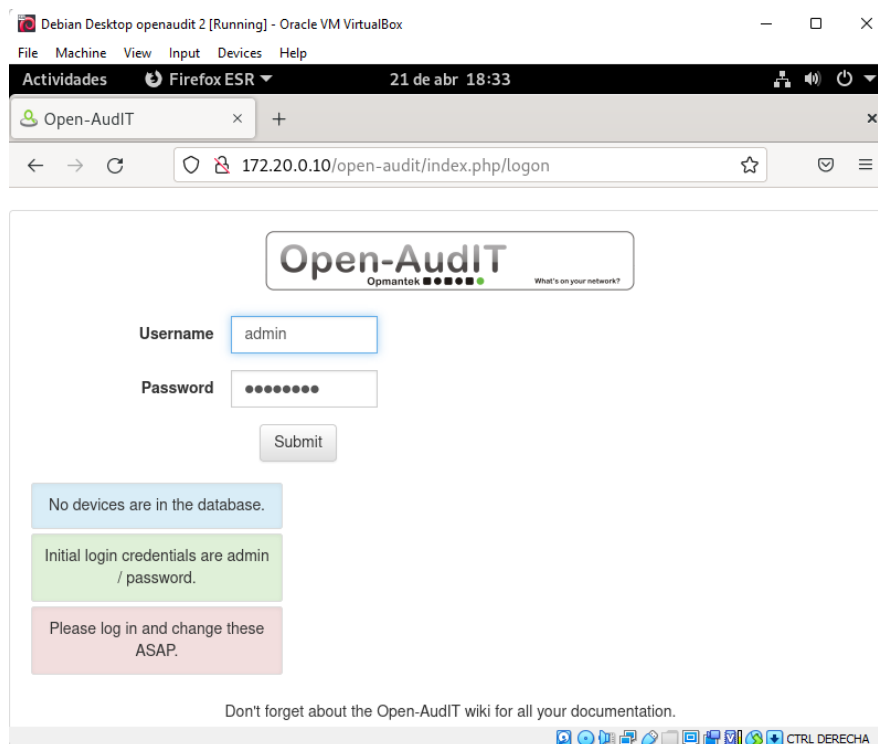 Debian Desktop openaudit 2 [Running] - Oracle VM VirtualBox
File Machine View Input Devices Help
Actividades Firefox ESR 21 de abr 18:33
Open-AudIT
172.20.0.10/open-audit/index.php/logon
Open-AudIT
Opmantek What's on your network?
Username admin
Password ●●●●●●●●
Submit
No devices are in the database.
Initial login credentials are admin
/ password.
Please log in and change these
ASAP.
Don't forget about the Open-AudIT wiki for all your documentation.
CTRL DERECHA